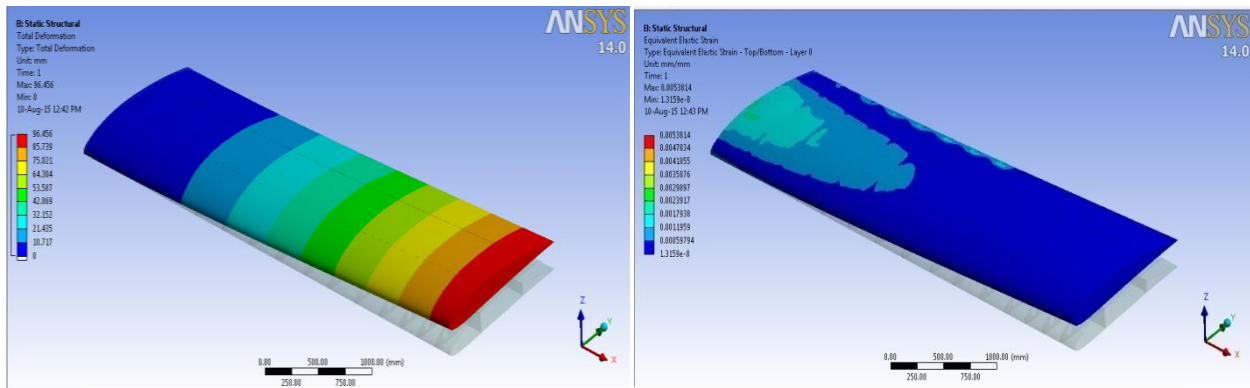 B: Static Structural
Total Deformation
Type: Total Deformation
Unit: mm
Time: 1
Max: 96.456
Min: 0
10-Aug-15 12:42 PM
96.456
85.739
75.021
64.304
53.587
42.869
32.152
21.435
10.717
0
ANSYS
14.0
Z
Y
X
0.00 500.00 1000.00 (mm)
250.00 750.00
B: Static Structural
Equivalent Elastic Strain
Type: Equivalent Elastic Strain - Top/Bottom - Layer 0
Unit: mm/mm
Time: 1
Max: 0.0053814
Min: 1.3159e-8
10-Aug-15 12:43 PM
0.0053814
0.0047834
0.0041855
0.0035876
0.0029897
0.0023917
0.0017938
0.0011959
0.00059794
1.3159e-8
ANSYS
14.0
Z
Y
X
0.00 500.00 1000.00 (mm)
250.00 750.00